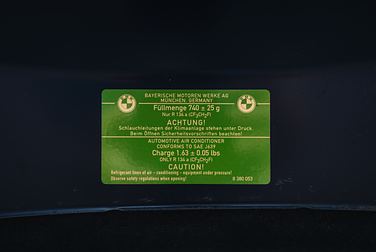 BAYERISCHE MOTOREN WERKE AG
MÜNCHEN, GERMANY
Füllmenge 740 ± 25 g
Nur R 134 a (CF3CH2F)
ACHTUNG!
Schlauchleitungen der Klimaanlage stehen unter Druck.
Beim Öffnen Sicherheitsvorschriften beachten!
AUTOMOTIVE AIR CONDITIONER
CONFORMS TO SAE J639
Charge 1.63 ± 0.05 lbs
ONLY R 134 a (CF3CH2F)
CAUTION!
Refrigerant lines of air - conditioning - equipment under pressure!
Observe safety regulations when opening!
8 380 053